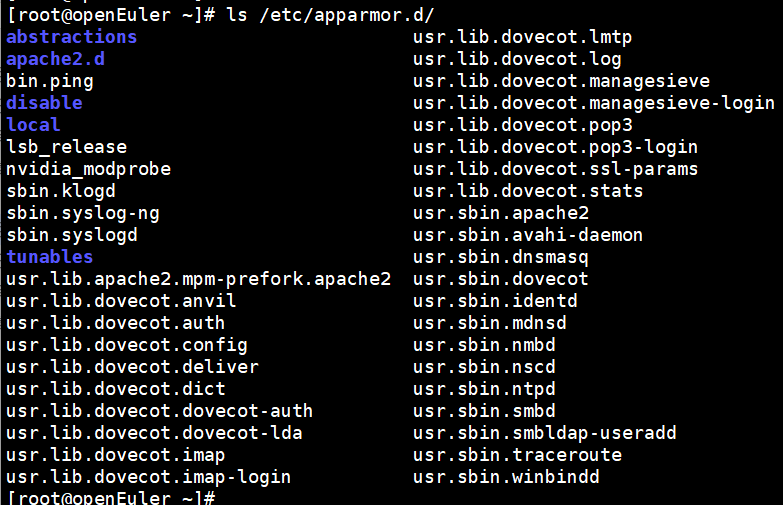 [root@openEuler ~]# ls /etc/apparmor.d/
abstractions usr.lib.dovecot.lmtp
apache2.d usr.lib.dovecot.log
bin.ping usr.lib.dovecot.managesieve
disable usr.lib.dovecot.managesieve-login
local usr.lib.dovecot.pop3
lsb_release usr.lib.dovecot.pop3-login
nvidia_modprobe usr.lib.dovecot.ssl-params
sbin.klogd usr.lib.dovecot.stats
sbin.syslog-ng usr.sbin.apache2
sbin.syslogd usr.sbin.avahi-daemon
tunables usr.sbin.dnsmasq
usr.lib.apache2.mpm-prefork.apache2 usr.sbin.dovecot
usr.lib.dovecot.anvil usr.sbin.identd
usr.lib.dovecot.auth usr.sbin.mdnsd
usr.lib.dovecot.config usr.sbin.nmbd
usr.lib.dovecot.deliver usr.sbin.nscd
usr.lib.dovecot.dict usr.sbin.ntpd
usr.lib.dovecot.dovecot-auth usr.sbin.smbd
usr.lib.dovecot.dovecot-lda usr.sbin.smbldap-useradd
usr.lib.dovecot.imap usr.sbin.traceroute
usr.lib.dovecot.imap-login usr.sbin.winbindd
[root@openEuler ~]#